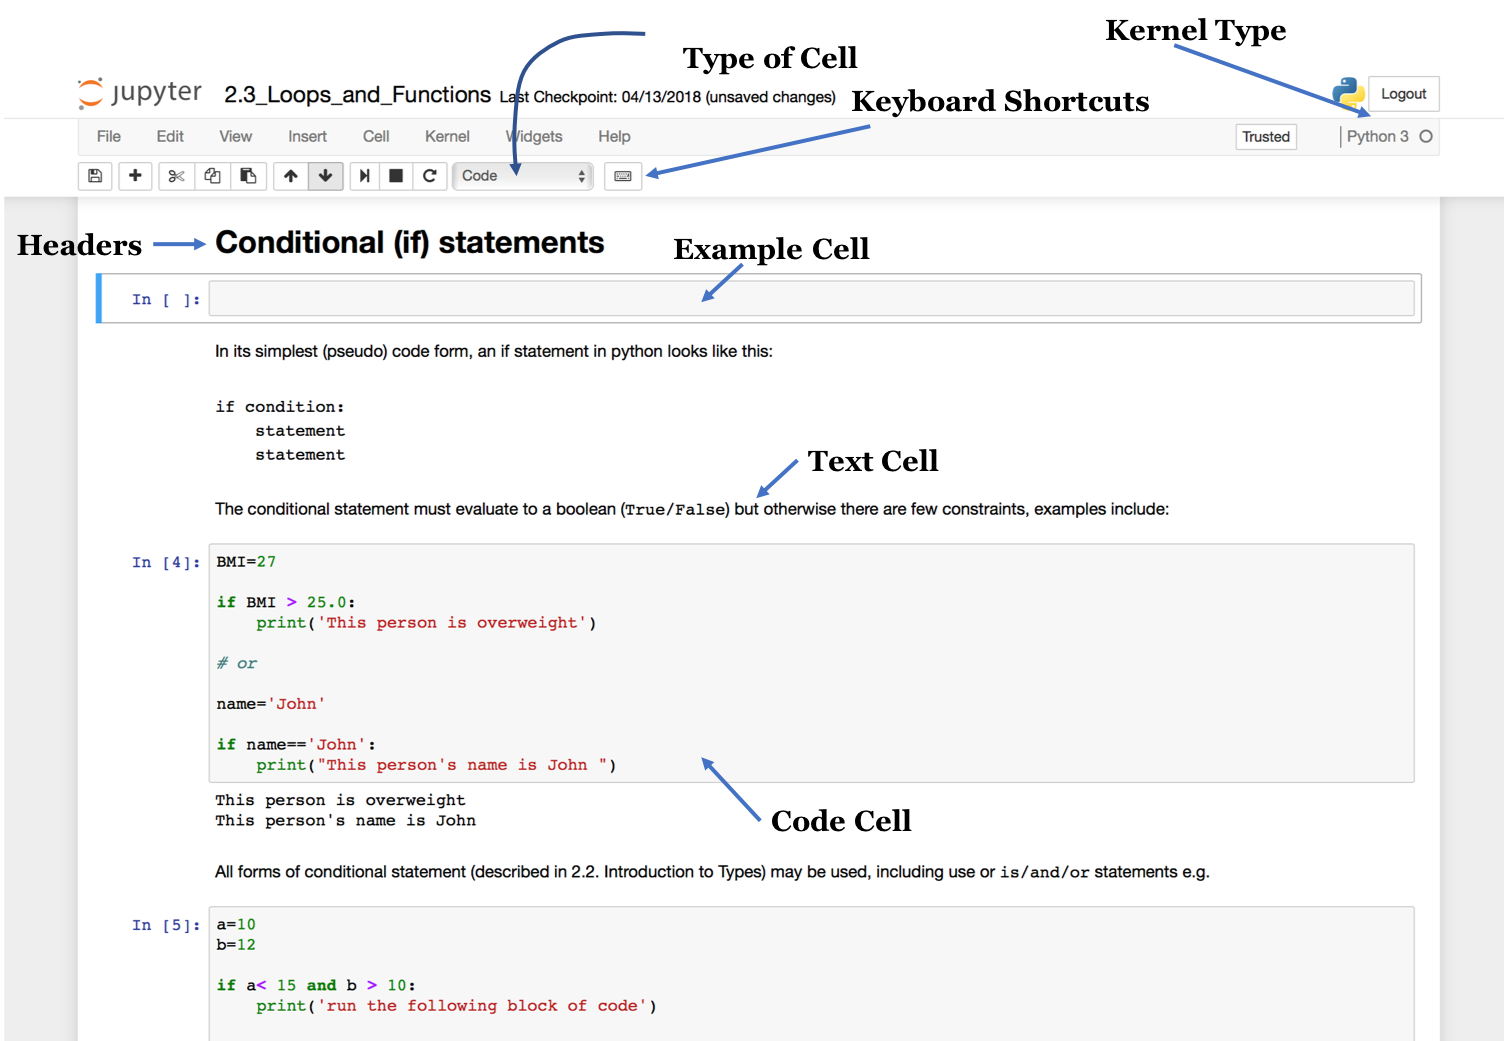 Kernel Type
Type of Cell
jupyter 2.3_Loops_and_Functions Last Checkpoint: 04/13/2018 (unsaved changes)
Logout
Keyboard Shortcuts
File Edit View Insert Cell Kernel Widgets Help
Trusted
Python 3
Code
Headers
Conditional (if) statements
Example Cell
In [ ]:
In its simplest (pseudo) code form, an if statement in python looks like this:
if condition:
    statement
    statement
Text Cell
The conditional statement must evaluate to a boolean (True/False) but otherwise there are few constraints, examples include:
In [4]: BMI=27
if BMI > 25.0:
    print('This person is overweight')
# or
name='John'
if name=='John':
    print("This person's name is John ")
This person is overweight
This person's name is John
Code Cell
All forms of conditional statement (described in 2.2. Introduction to Types) may be used, including use or is/and/or statements e.g.
In [5]: a=10
b=12
if a< 15 and b > 10:
    print('run the following block of code')